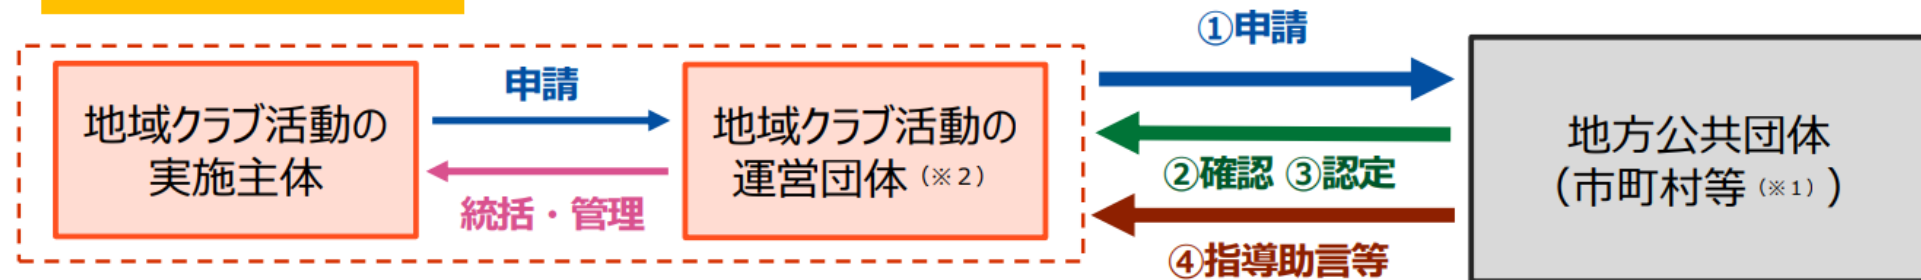 ①申請
申請
地域クラブ活動の
実施主体
地域クラブ活動の
運営団体（※２）
統括・管理
②確認 ③認定
④指導助言等
地方公共団体
（市町村等（※１））